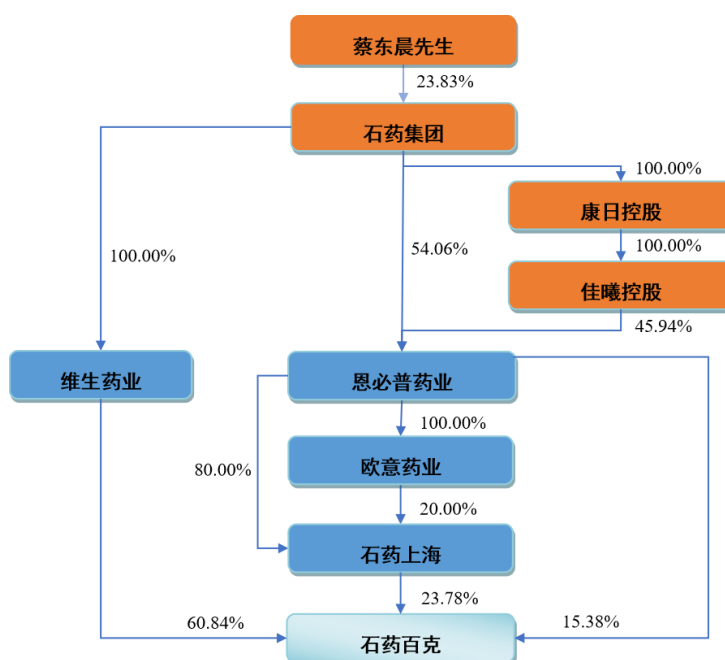 蔡东晨先生
23.83%
石药集团
100.00%
康日控股
100.00%
54.06%
100.00%
佳曦控股
45.94%
维生药业
恩必普药业
100.00%
80.00%
欧意药业
20.00%
石药上海
23.78%
60.84%
15.38%
石药百克